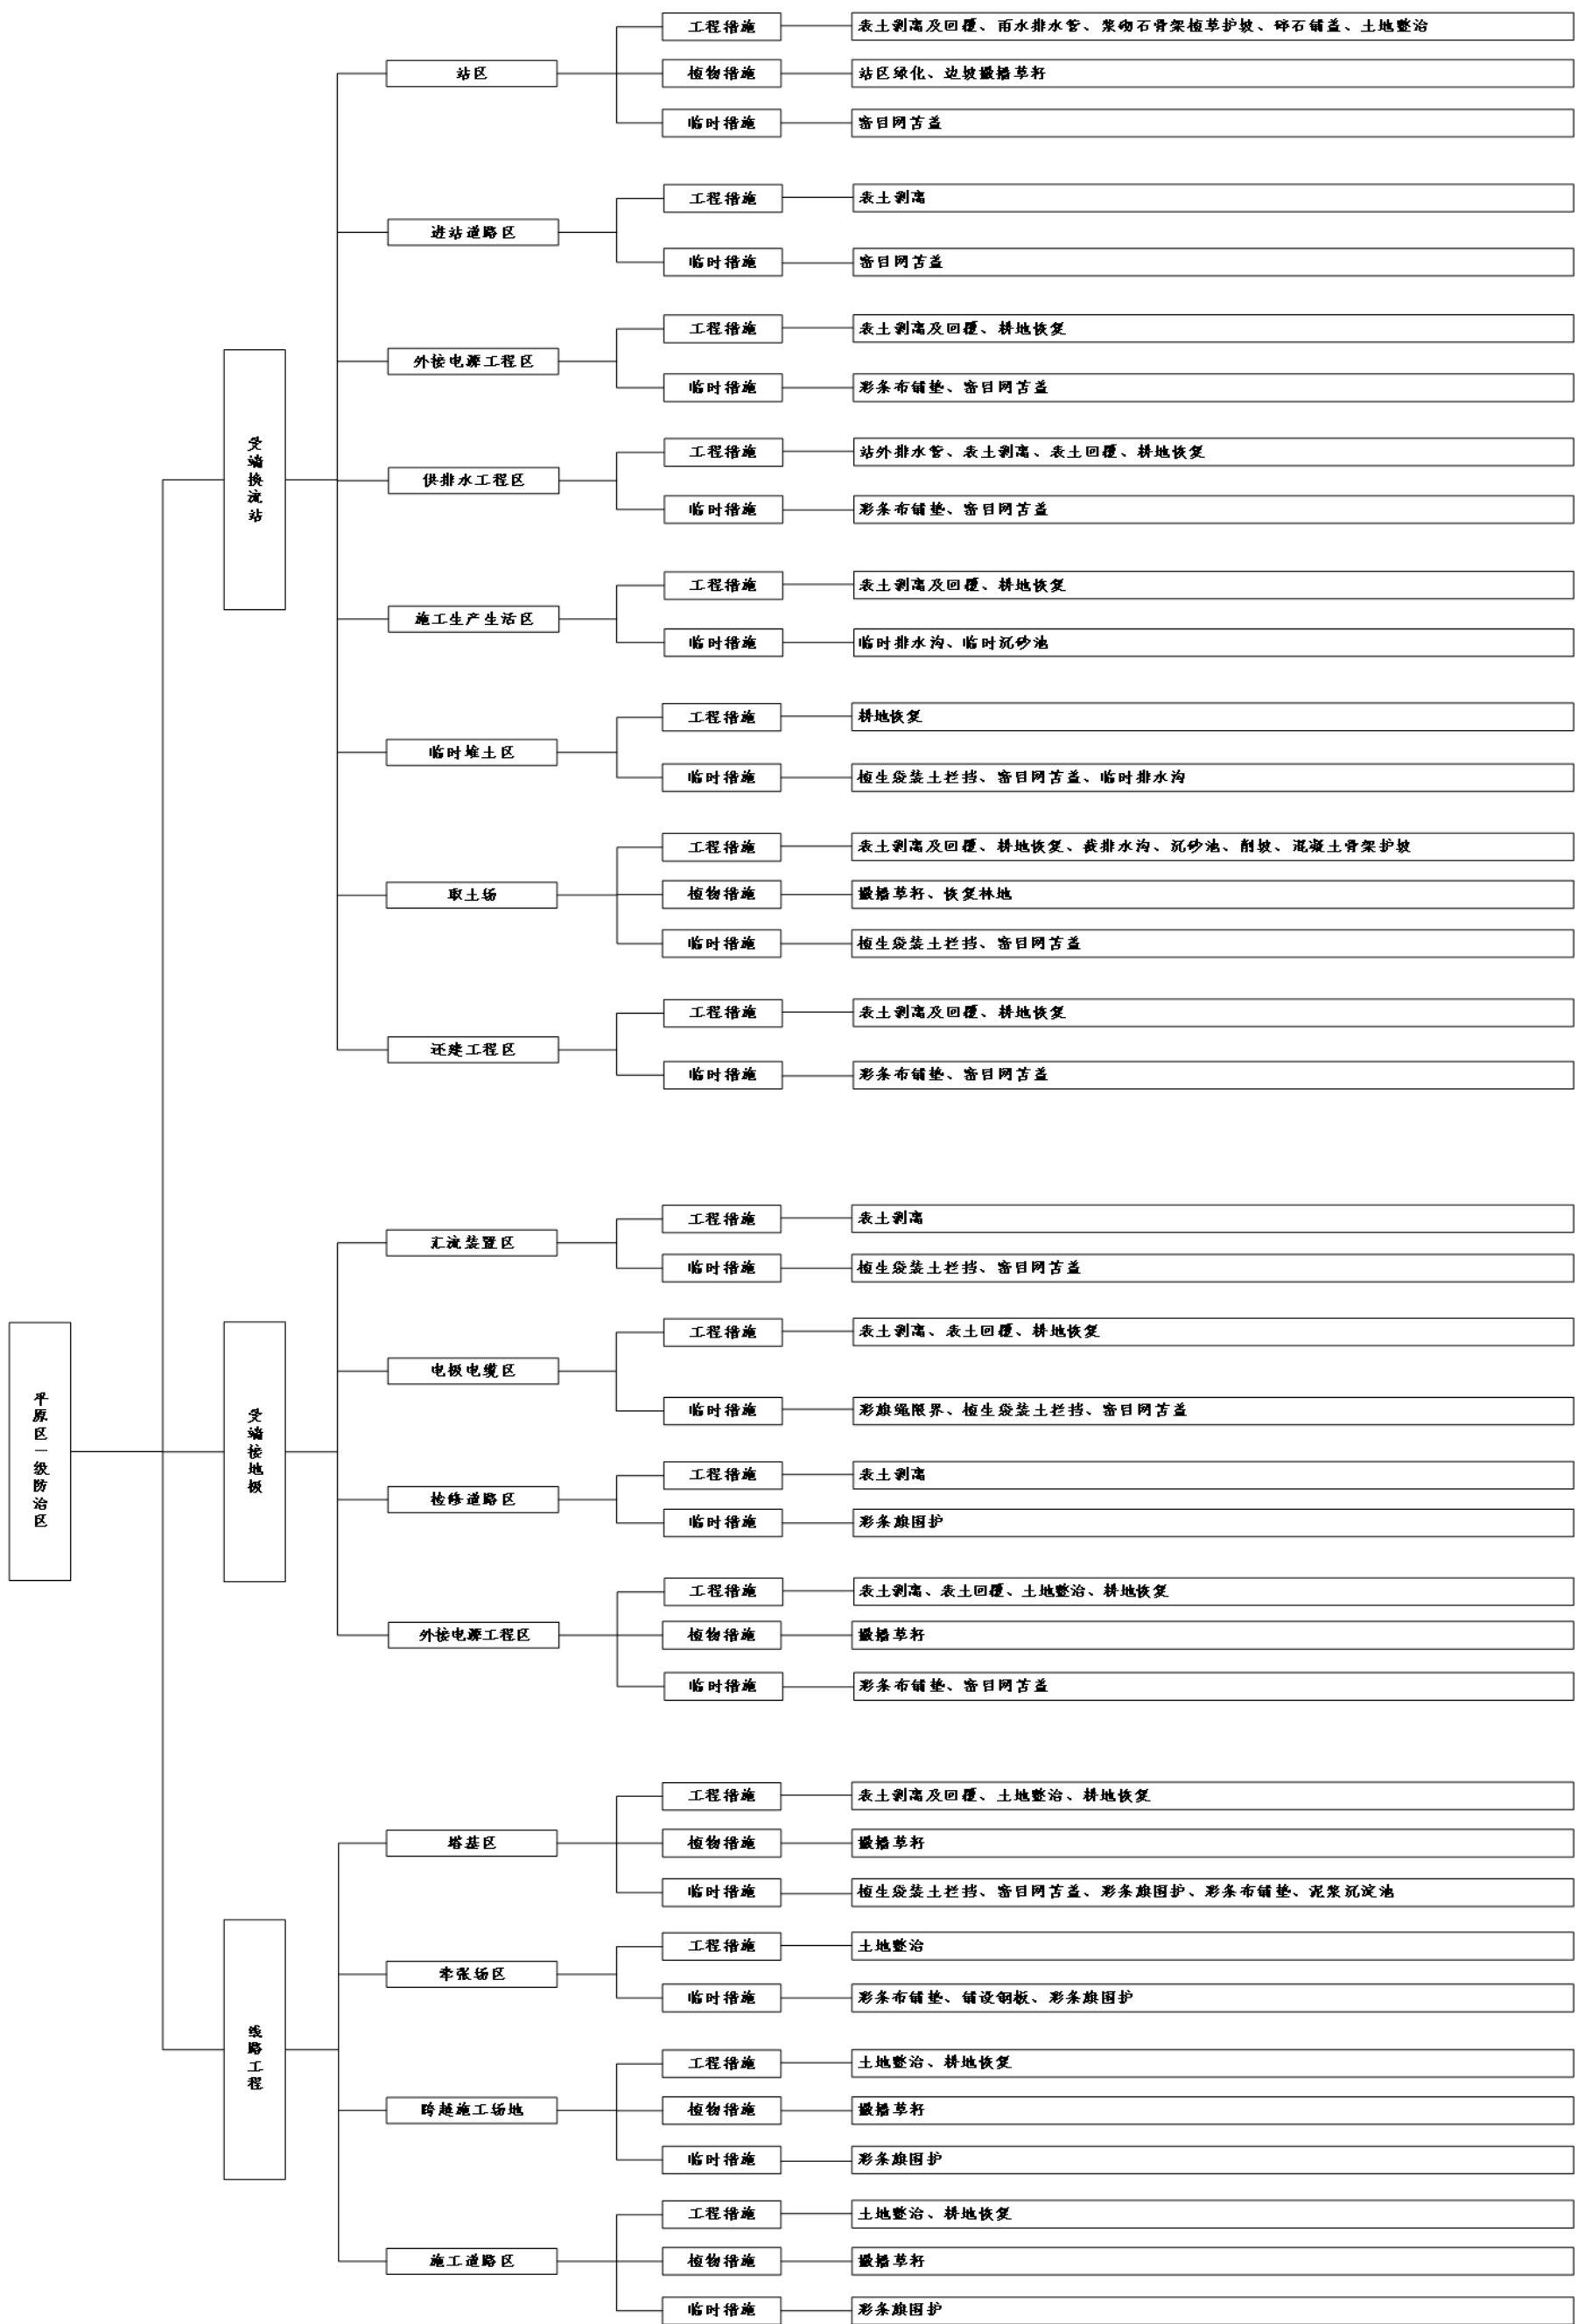 平原区一级防治区
受端换流站
站区
工程措施
表土剥离及回覆、雨水排水管、浆砌石骨架植草护坡、碎石铺盖、土地整治
植物措施
站区绿化、边坡撒播草籽
临时措施
密目网苫盖
进站道路区
工程措施
表土剥离
临时措施
密目网苫盖
外接电源工程区
工程措施
表土剥离及回覆、耕地恢复
临时措施
彩条布铺垫、密目网苫盖
供排水工程区
工程措施
站外排水管、表土剥离、表土回覆、耕地恢复
临时措施
彩条布铺垫、密目网苫盖
施工生产生活区
工程措施
表土剥离及回覆、耕地恢复
临时措施
临时排水沟、临时沉砂池
临时堆土区
工程措施
耕地恢复
临时措施
植生袋装土拦挡、密目网苫盖、临时排水沟
取土场
工程措施
表土剥离及回覆、耕地恢复、截排水沟、沉砂池、削坡、混凝土骨架护坡
植物措施
撒播草籽、恢复林地
临时措施
植生袋装土拦挡、密目网苫盖
还建工程区
工程措施
表土剥离及回覆、耕地恢复
临时措施
彩条布铺垫、密目网苫盖
受端接地极
汇流装置区
工程措施
表土剥离
临时措施
植生袋装土拦挡、密目网苫盖
电极电缆区
工程措施
表土剥离、表土回覆、耕地恢复
临时措施
彩旗绳限界、植生袋装土拦挡、密目网苫盖
检修道路区
工程措施
表土剥离
临时措施
彩条旗围护
外接电源工程区
工程措施
表土剥离、表土回覆、土地整治、耕地恢复
植物措施
撒播草籽
临时措施
彩条布铺垫、密目网苫盖
线路工程
塔基区
工程措施
表土剥离及回覆、土地整治、耕地恢复
植物措施
撒播草籽
临时措施
植生袋装土拦挡、密目网苫盖、彩条旗围护、彩条布铺垫、泥浆沉淀池
牵张场区
工程措施
土地整治
临时措施
彩条布铺垫、铺设钢板、彩条旗围护
跨越施工场地
工程措施
土地整治、耕地恢复
植物措施
撒播草籽
临时措施
彩条旗围护
施工道路区
工程措施
土地整治、耕地恢复
植物措施
撒播草籽
临时措施
彩条旗围护